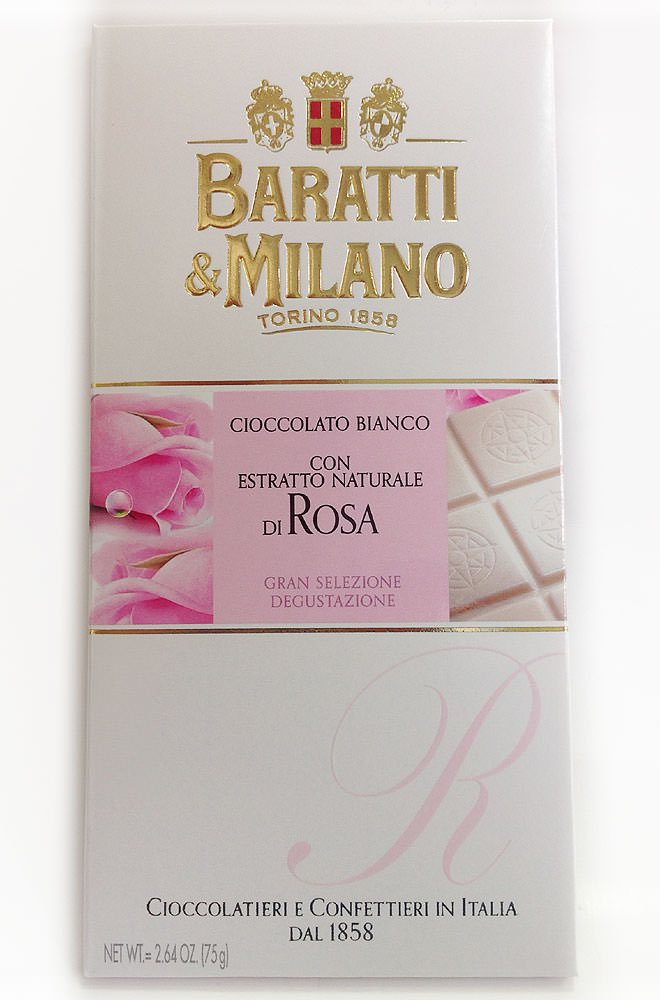 BARATTI
& MILANO
TORINO 1858
CIOCCOLATO BIANCO
CON
ESTRATTO NATURALE
DI ROSA
GRAN SELEZIONE
DEGUSTAZIONE
R
CIOCCOLATIERI E CONFETTIERI IN ITALIA
DAL 1858
NET WT.= 2.64 OZ. (75g)